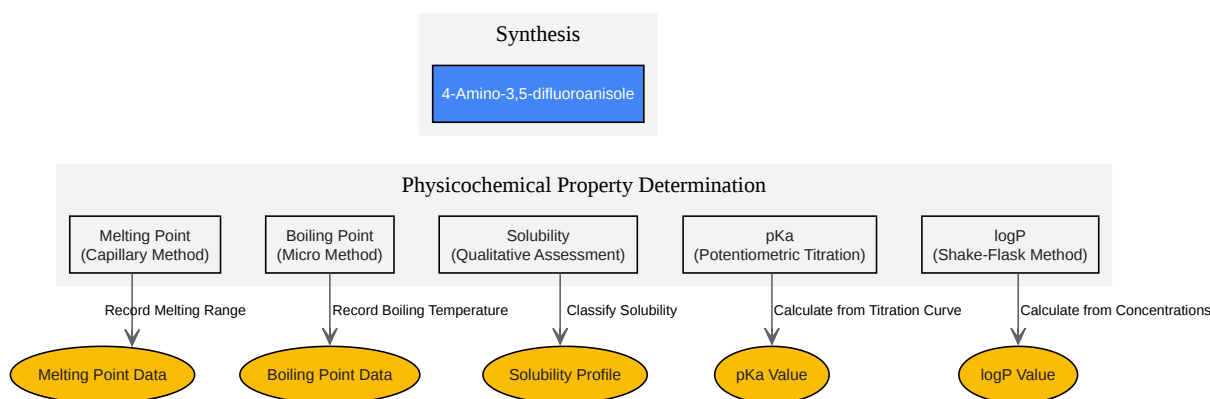 Synthesis
4-Amino-3,5-difluoroanisole
Physicochemical Property Determination
Melting Point
(Capillary Method)
Boiling Point
(Micro Method)
Solubility
(Qualitative Assessment)
pKa
(Potentiometric Titration)
logP
(Shake-Flask Method)
Record Melting Range
Record Boiling Temperature
Classify Solubility
Calculate from Titration Curve
Calculate from Concentrations
Melting Point Data
Boiling Point Data
Solubility Profile
pKa Value
logP Value